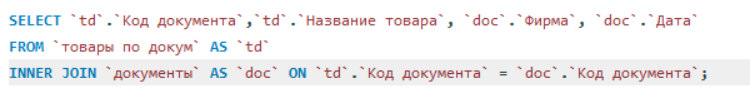 SELECT `td`.`Код документа`,`td`.`Название товара`, `doc`.`Фирма`, `doc`.`Дата`
FROM `товары по докум` AS `td`
INNER JOIN `документы` AS `doc` ON `td`.`Код документа` = `doc`.`Код документа`;